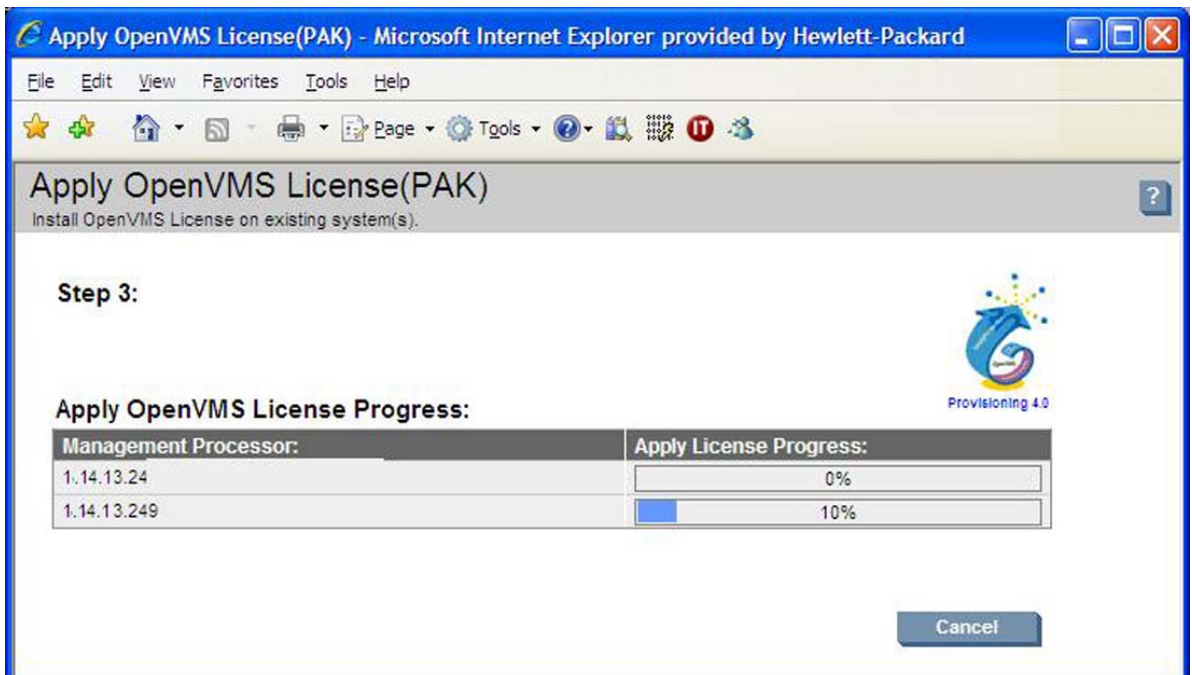 Apply OpenVMS License(PAK) - Microsoft Internet Explorer provided by Hewlett-Packard
File Edit View Favorites Tools Help
Page Tools
Apply OpenVMS License(PAK)
?
Install OpenVMS License on existing system(s).
Step 3:
OpenVMS
Provisioning 4.0
Apply OpenVMS License Progress:
Management Processor: Apply License Progress:
1.14.13.24 0%
1.14.13.249 10%
Cancel